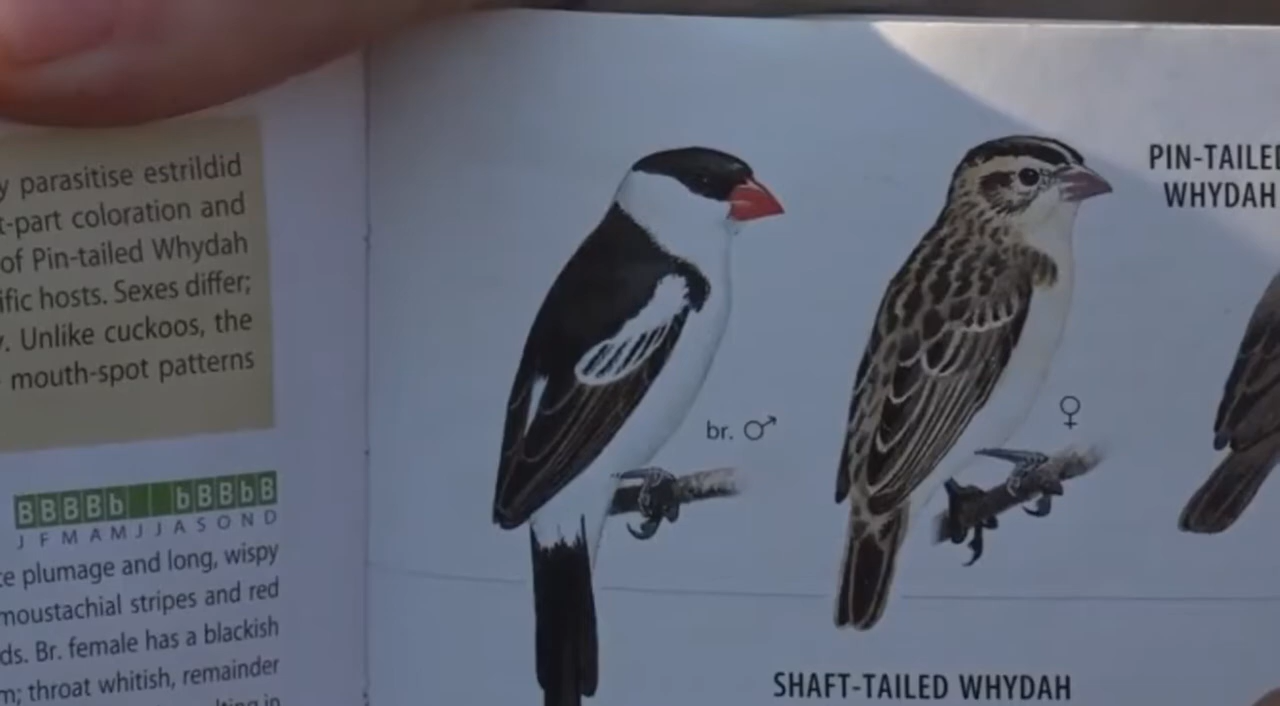 y parasitise estrildid
t-part coloration and
of Pin-tailed Whydah
ific hosts. Sexes differ;
. Unlike cuckoos, the
mouth-spot patterns
BBBBb bBBbB
J F M A M J J A S O N D
plumage and long, wispy
moustachial stripes and red
ds. Br. female has a blackish
m; throat whitish, remainder
in
br. ♂
♀
PIN-TAILE
WHYDAH
SHAFT-TAILED WHYDAH